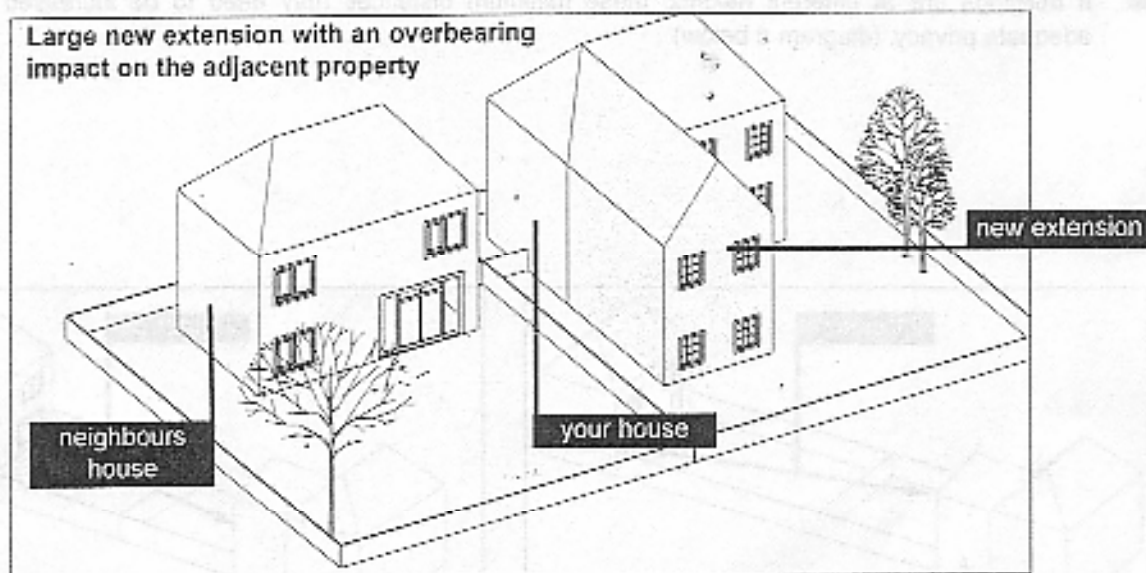 Large new extension with an overbearing
impact on the adjacent property
new extension
your house
neighbours
house